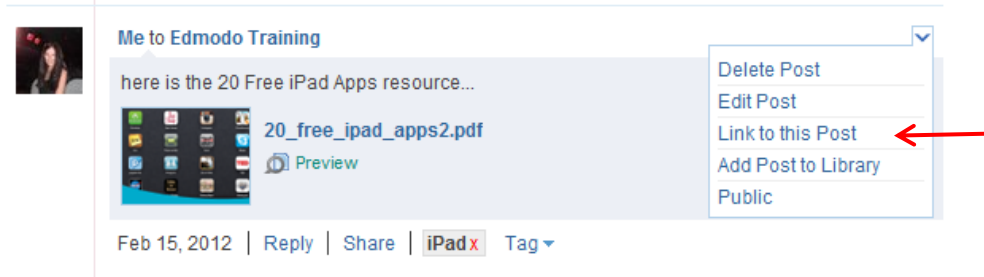 Me to Edmodo Training
here is the 20 Free iPad Apps resource...
20_free_ipad_apps2.pdf
Preview
Delete Post
Edit Post
Link to this Post
Add Post to Library
Public
Feb 15, 2012 | Reply | Share | iPad x Tag